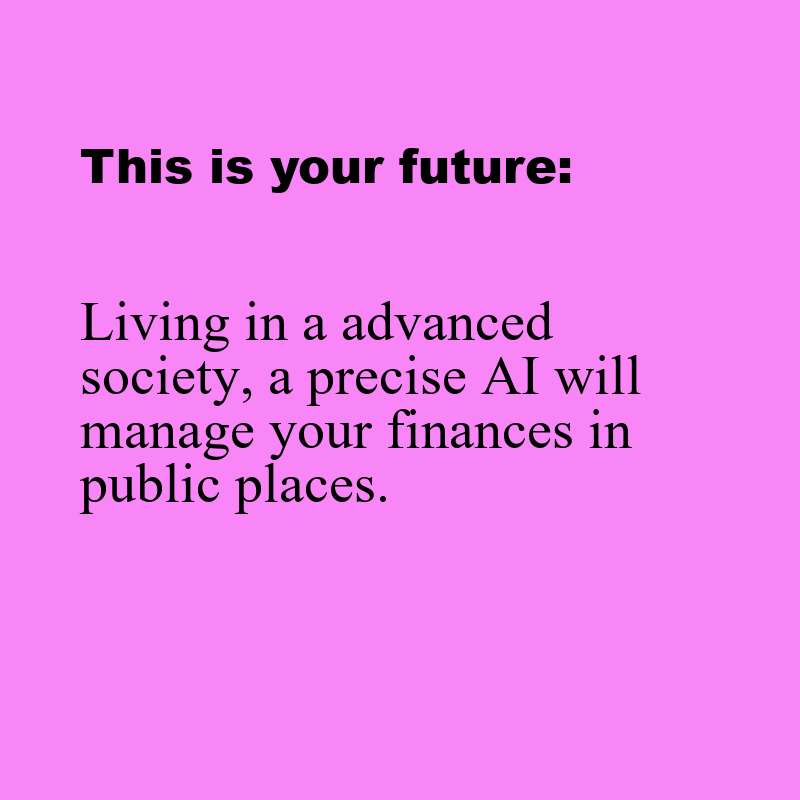 This is your future:
Living in a advanced
society, a precise AI will
manage your finances in
public places.